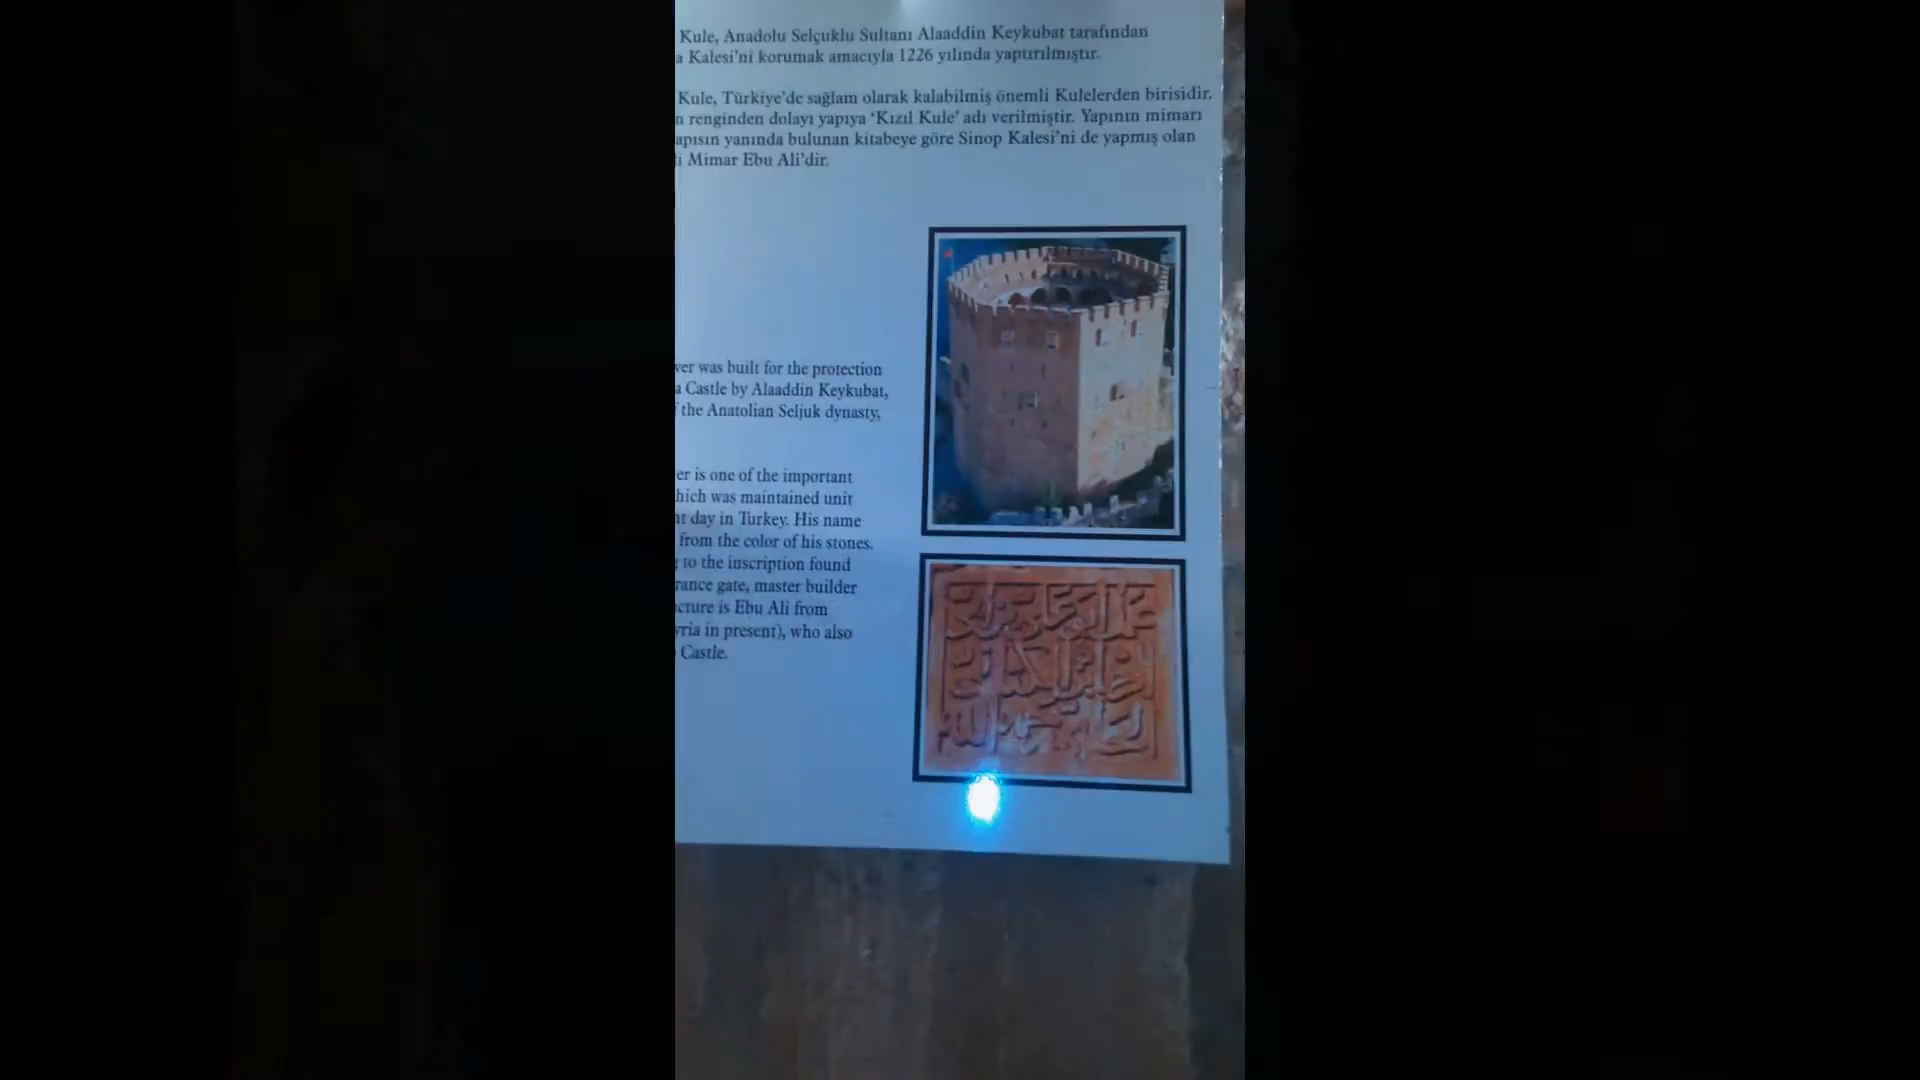 Kule, Anadolu Selçuklu Sultanı Alaaddin Keykubat tarafından
a Kalesi'ni korumak amacıyla 1226 yılında yaptırılmıştır.
Kule, Türkiye'de sağlam olarak kalabilmiş önemli Kulelerden birisidir.
n renginden dolayı yapıya 'Kızıl Kule' adı verilmiştir. Yapının mimarı
apısın yanında bulunan kitabeye göre Sinop Kalesi'ni de yapmış olan
i Mimar Ebu Ali'dir.
ver was built for the protection
a Castle by Alaaddin Keykubat,
the Anatolian Seljuk dynasty,
er is one of the important
hich was maintained unit
nt day in Turkey. His name
from the color of his stones.
to the inscription found
rance gate, master builder
cture is Ebu Ali from
yria in present), who also
Castle.